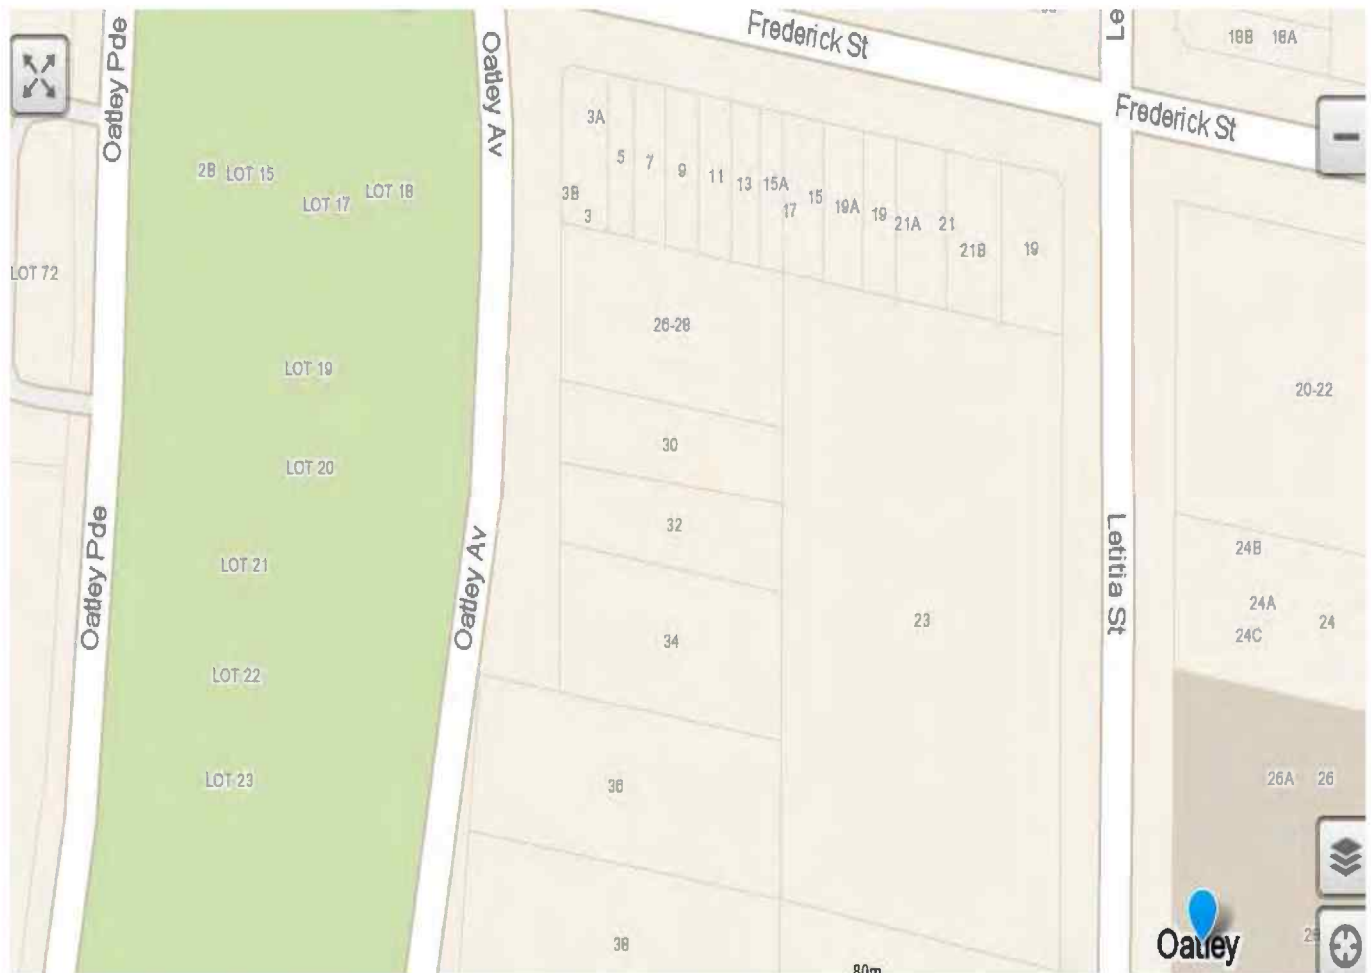 Oatley Pde
Oatley Av
Frederick St
18B 18A
Frederick St
3A
5
7
9
11
13
15A
17
15
19A
19
21A
21
21B
19
3B
3
2B LOT 15
LOT 17
LOT 18
LOT 72
26-28
LOT 19
20-22
30
LOT 20
32
24B
LOT 21
Oatley Pde
Oatley Av
Letitia St
24A
24
24C
23
34
LOT 22
LOT 23
36
26A 26
38
Oatley
80m